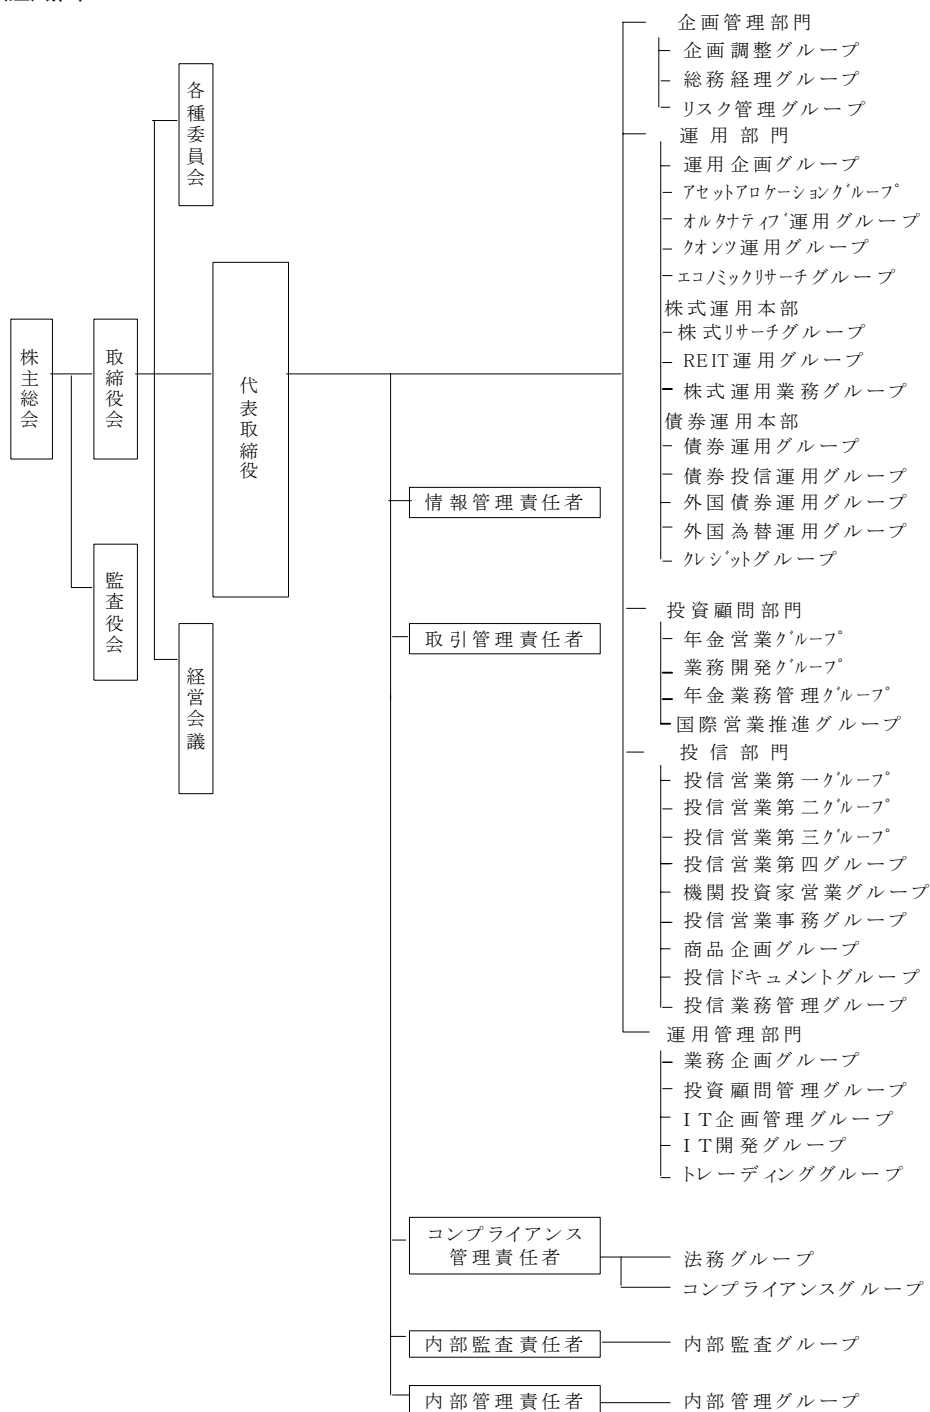 企画管理部門
企画調整グループ
総務経理グループ
リスク管理グループ
運用部門
運用企画グループ
アセットアロケーショングループ
オルタナティブ運用グループ
クオンツ運用グループ
エコノミックリサーチグループ
株式運用本部
株式リサーチグループ
REIT運用グループ
株式運用業務グループ
債券運用本部
債券運用グループ
債券投信運用グループ
外国債券運用グループ
外国為替運用グループ
クレジットグループ
投資顧問部門
年金営業グループ
業務開発グループ
年金業務管理グループ
国際営業推進グループ
投信部門
投信営業第一グループ
投信営業第二グループ
投信営業第三グループ
投信営業第四グループ
機関投資家営業グループ
投信営業事務グループ
商品企画グループ
投信ドキュメントグループ
投信業務管理グループ
運用管理部門
業務企画グループ
投資顧問管理グループ
IT企画管理グループ
IT開発グループ
トレーディンググループ
株主総会
取締役会
監査役会
各種委員会
経営会議
代表取締役
情報管理責任者
取引管理責任者
コンプライアンス
管理責任者
法務グループ
コンプライアンスグループ
内部監査責任者
内部監査グループ
内部管理責任者
内部管理グループ